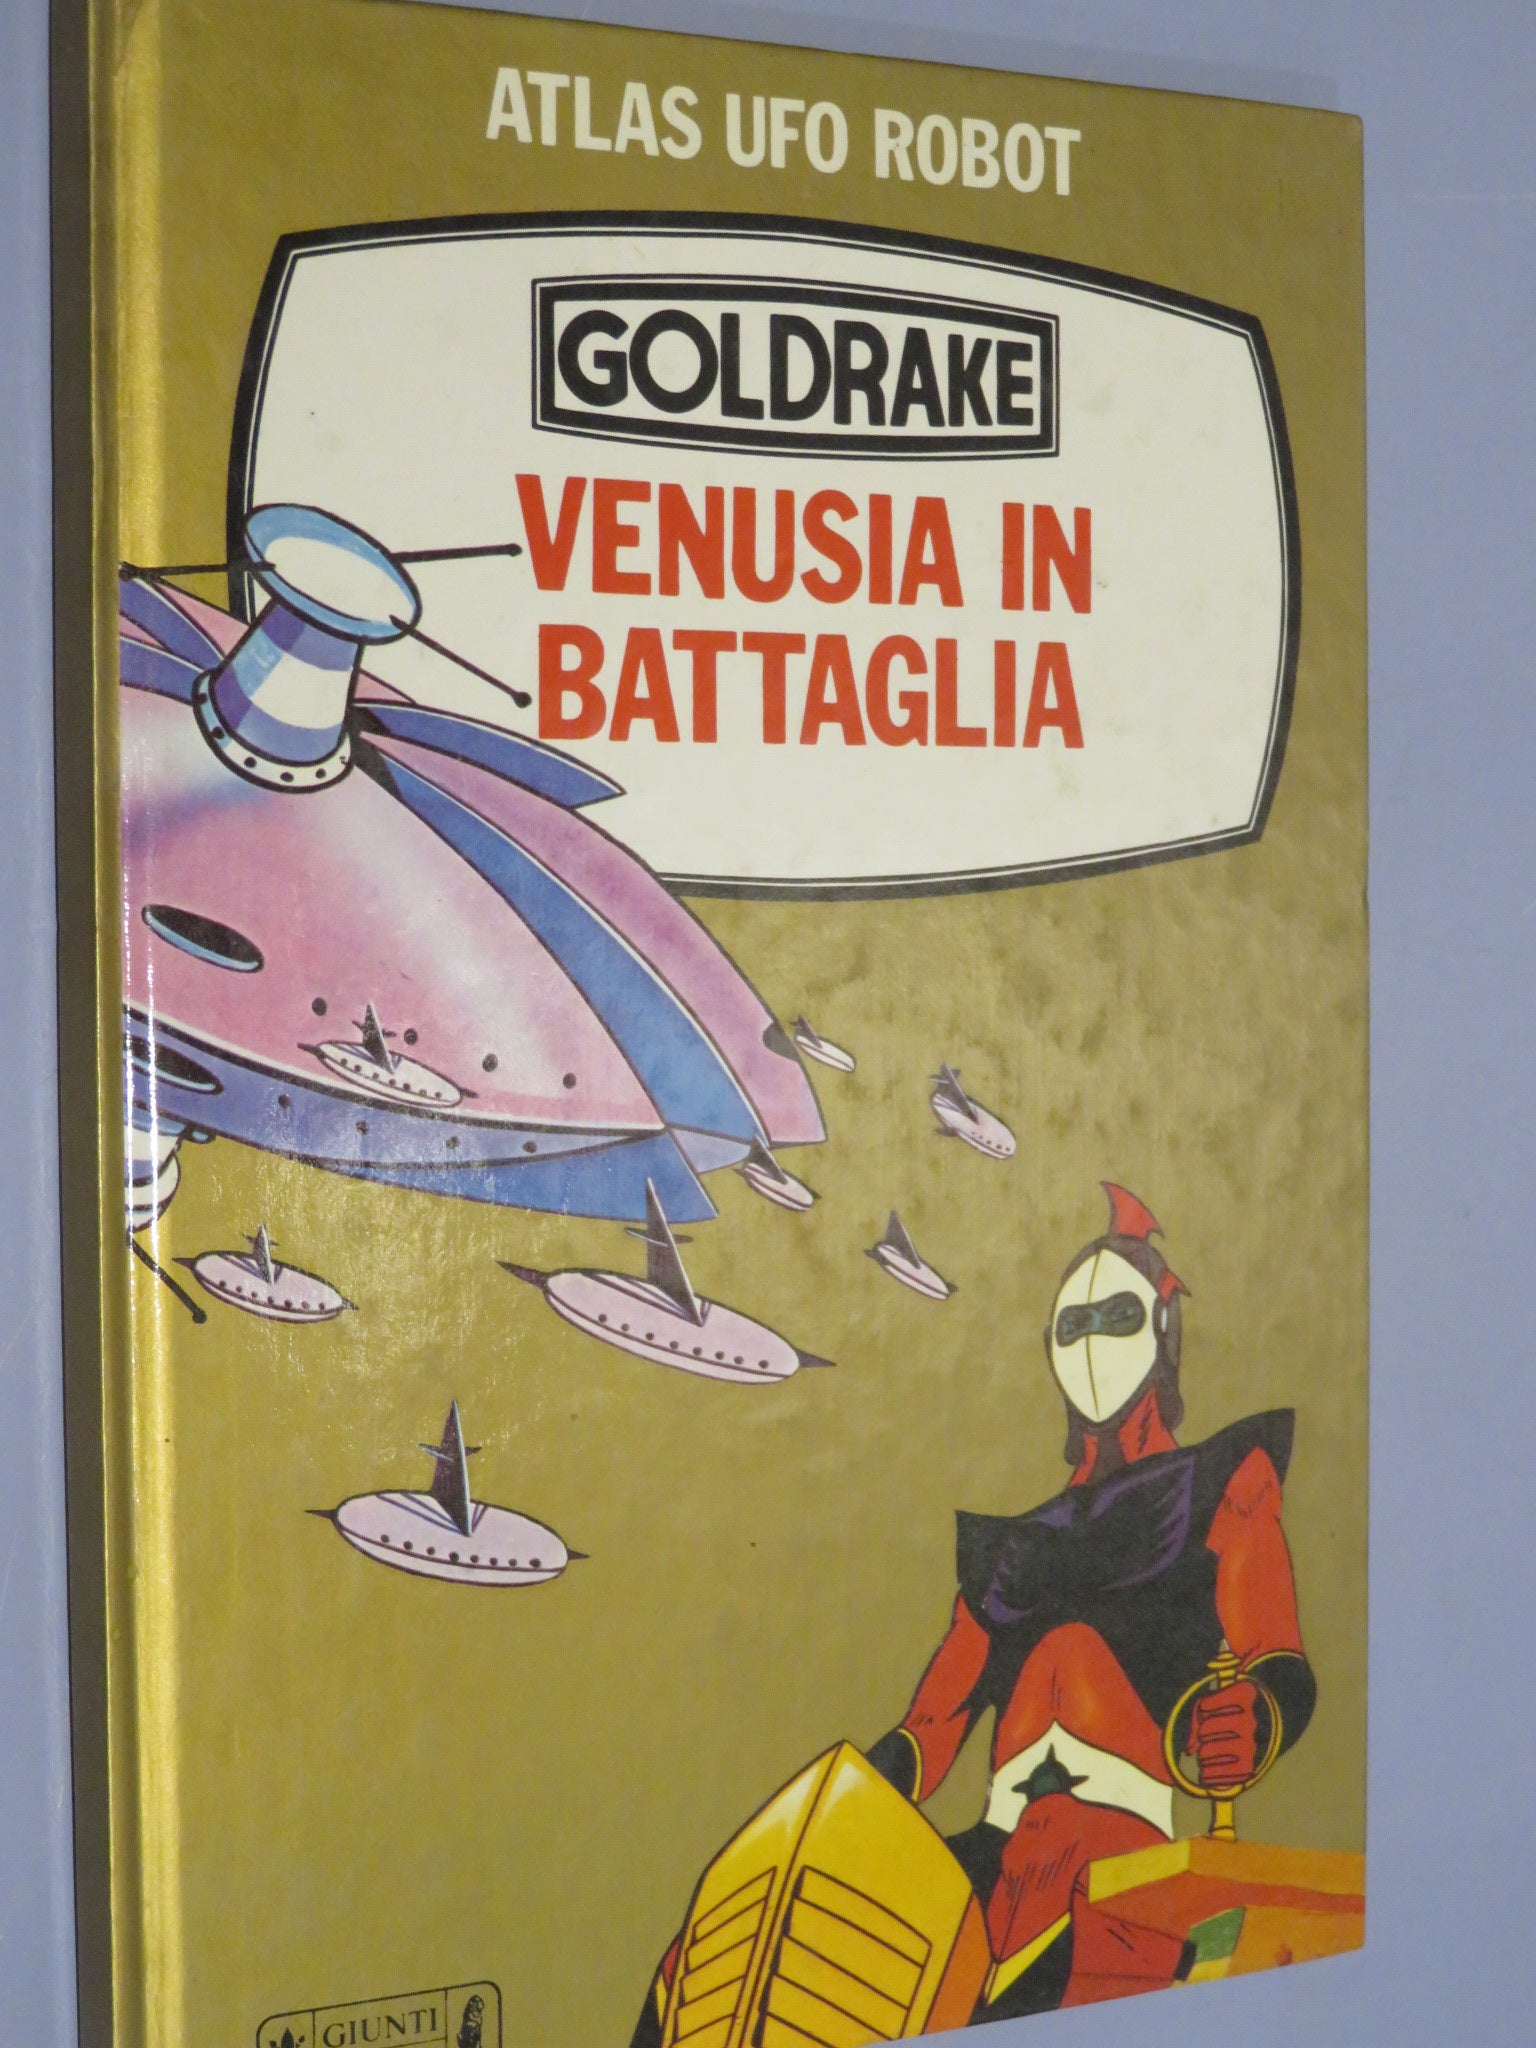 ATLAS UFO ROBOT
GOLDRAKE
VENUSIA IN
BATTAGLIA
GIUNTI